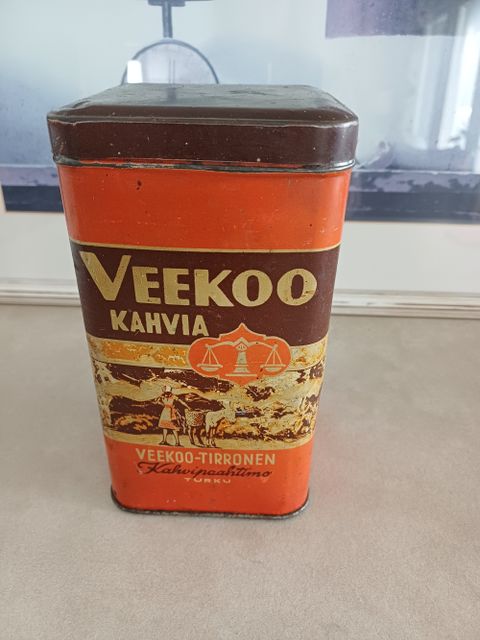 VEEKOO
KAHVIA
VEEKOO-TIRRONEN
Kahvipaahtimo
TURKU